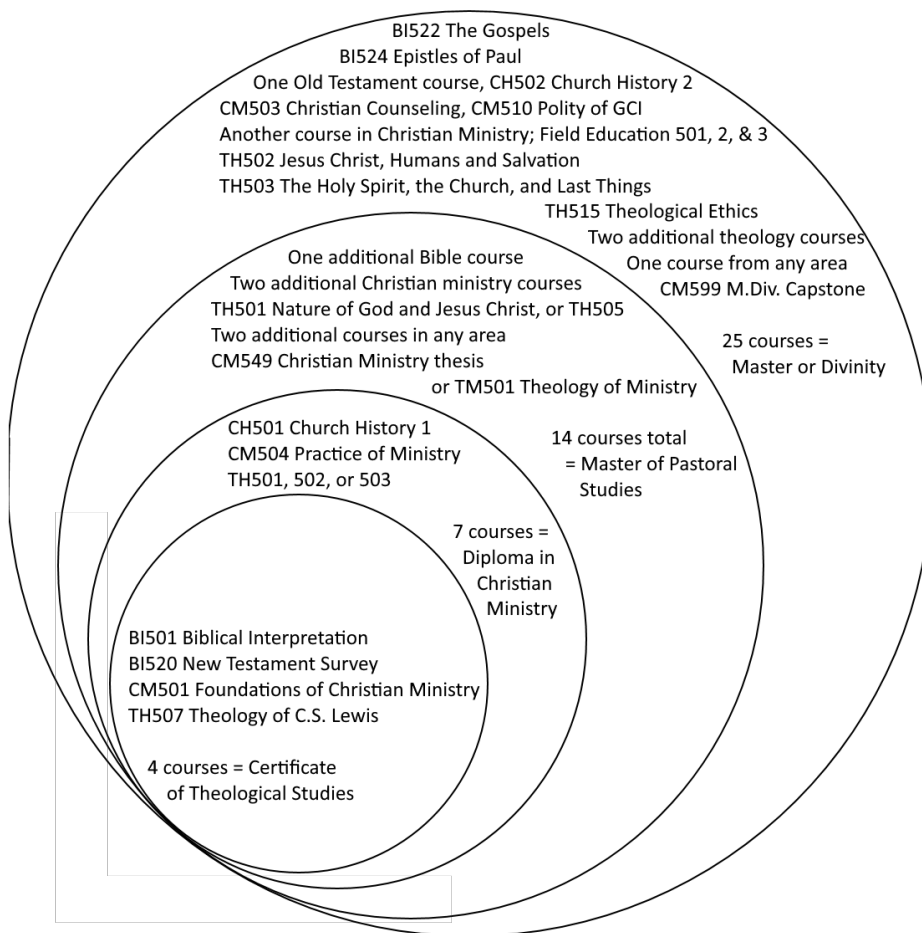 BI522 The Gospels
BI524 Epistles of Paul
One Old Testament course, CH502 Church History 2
CM503 Christian Counseling, CM510 Polity of GCI
Another course in Christian Ministry; Field Education 501, 2, & 3
TH502 Jesus Christ, Humans and Salvation
TH503 The Holy Spirit, the Church, and Last Things
TH515 Theological Ethics
Two additional theology courses
One course from any area
CM599 M.Div. Capstone
25 courses =
Master or Divinity
One additional Bible course
Two additional Christian ministry courses
TH501 Nature of God and Jesus Christ, or TH505
Two additional courses in any area
CM549 Christian Ministry thesis
or TM501 Theology of Ministry
14 courses total
= Master of Pastoral
Studies
CH501 Church History 1
CM504 Practice of Ministry
TH501, 502, or 503
7 courses =
Diploma in
Christian
Ministry
BI501 Biblical Interpretation
BI520 New Testament Survey
CM501 Foundations of Christian Ministry
TH507 Theology of C.S. Lewis
4 courses = Certificate
of Theological Studies